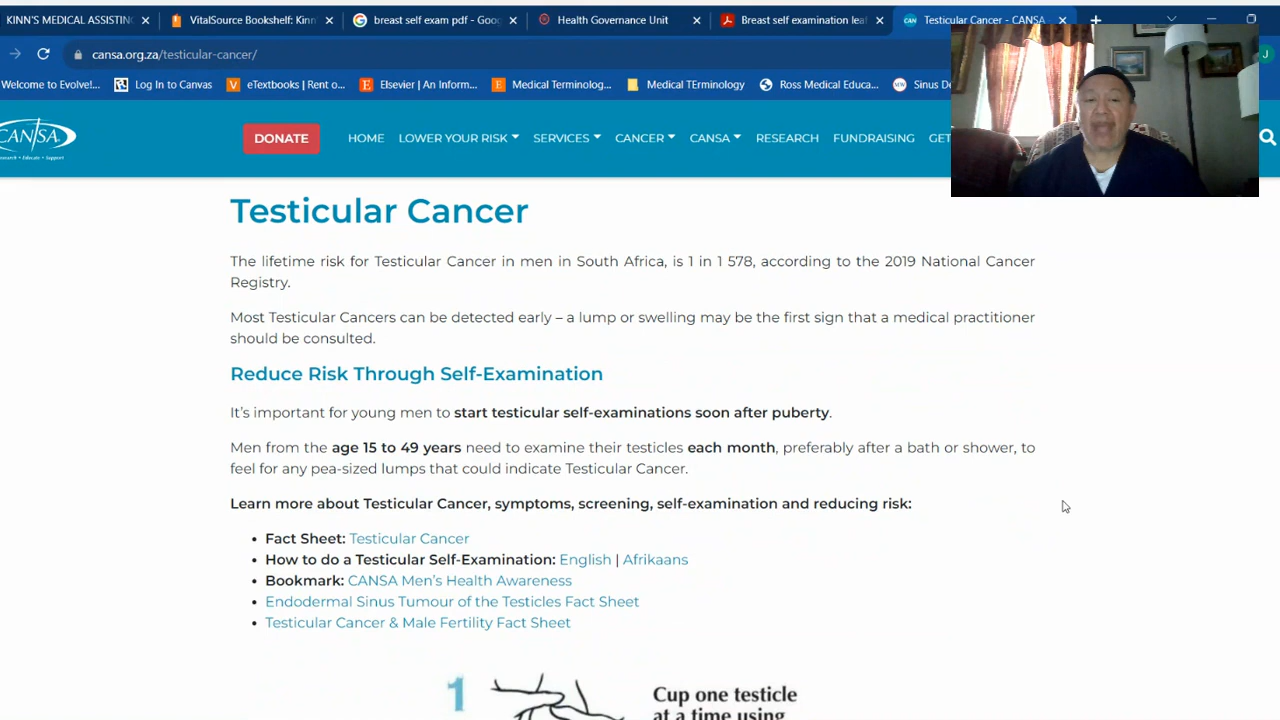 KINN'S MEDICAL ASSISTING
VitalSource Bookshelf: Kinn
breast self exam pdf - Goog
Health Governance Unit
Breast self examination leaf
Testicular Cancer - CANSA
cansa.org.za/testicular-cancer/
J
Welcome to Evolve!...
Log In to Canvas
eTextbooks | Rent o...
Elsevier | An Inform...
Medical Terminolog...
Medical TErminology
Ross Medical Educa...
Sinus De
CANSA
Research • Educate • Support
DONATE
HOME
LOWER YOUR RISK
SERVICES
CANCER
CANSA
RESEARCH
FUNDRAISING
GET
Testicular Cancer
The lifetime risk for Testicular Cancer in men in South Africa, is 1 in 1 578, according to the 2019 National Cancer
Registry.
Most Testicular Cancers can be detected early – a lump or swelling may be the first sign that a medical practitioner
should be consulted.
Reduce Risk Through Self-Examination
It's important for young men to start testicular self-examinations soon after puberty.
Men from the age 15 to 49 years need to examine their testicles each month, preferably after a bath or shower, to
feel for any pea-sized lumps that could indicate Testicular Cancer.
Learn more about Testicular Cancer, symptoms, screening, self-examination and reducing risk:
• Fact Sheet: Testicular Cancer
• How to do a Testicular Self-Examination: English | Afrikaans
• Bookmark: CANSA Men's Health Awareness
• Endodermal Sinus Tumour of the Testicles Fact Sheet
• Testicular Cancer & Male Fertility Fact Sheet
1
Cup one testicle
at a time using